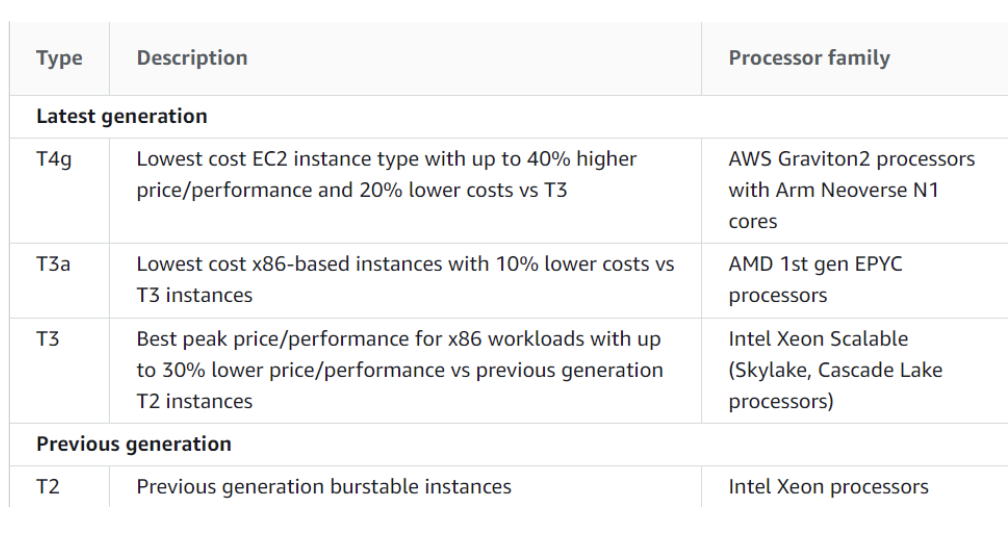 Type Description Processor family
Latest generation
T4g Lowest cost EC2 instance type with up to 40% higher AWS Graviton2 processors
price/performance and 20% lower costs vs T3 with Arm Neoverse N1
cores
T3a Lowest cost x86-based instances with 10% lower costs vs AMD 1st gen EPYC
T3 instances processors
T3 Best peak price/performance for x86 workloads with up Intel Xeon Scalable
to 30% lower price/performance vs previous generation (Skylake, Cascade Lake
T2 instances processors)
Previous generation
T2 Previous generation burstable instances Intel Xeon processors